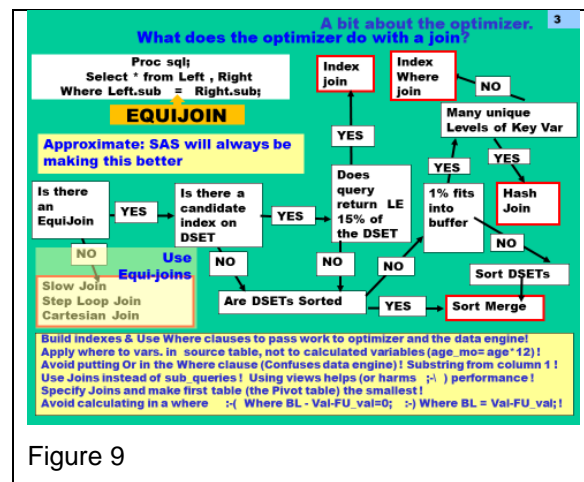 A bit about the optimizer.
3
What does the optimizer do with a join?
Proc sql;
Select * from Left , Right
Where Left.sub = Right.sub;
EQUIJOIN
Approximate: SAS will always be
making this better
Index
join
Index
Where
join
NO
Many unique
Levels of Key Var
YES
YES
YES
Hash
Join
Is there
an
EquiJoin
YES
Is there a
candidate
index on
DSET
YES
Does
query
return LE
15% of
the DSET
1% fits
into
buffer
NO
Use
Equi-joins
NO
NO
NO
NO
Sort DSETs
Slow Join
Step Loop Join
Cartesian Join
Are DSETs Sorted
YES
Sort Merge
Build indexes & Use Where clauses to pass work to optimizer and the data engine!
Apply where to vars. in source table, not to calculated variables (age_mo= age*12) !
Avoid putting Or in the Where clause (Confuses data engine) ! Substring from column 1 !
Use Joins instead of sub_queries ! Using views helps (or harms ;-\ ) performance !
Specify Joins and make first table (the Pivot table) the smallest !
Avoid calculating in a where :-( Where BL - Val-FU_val=0; :-) Where BL = Val-FU_val; !
Figure 9